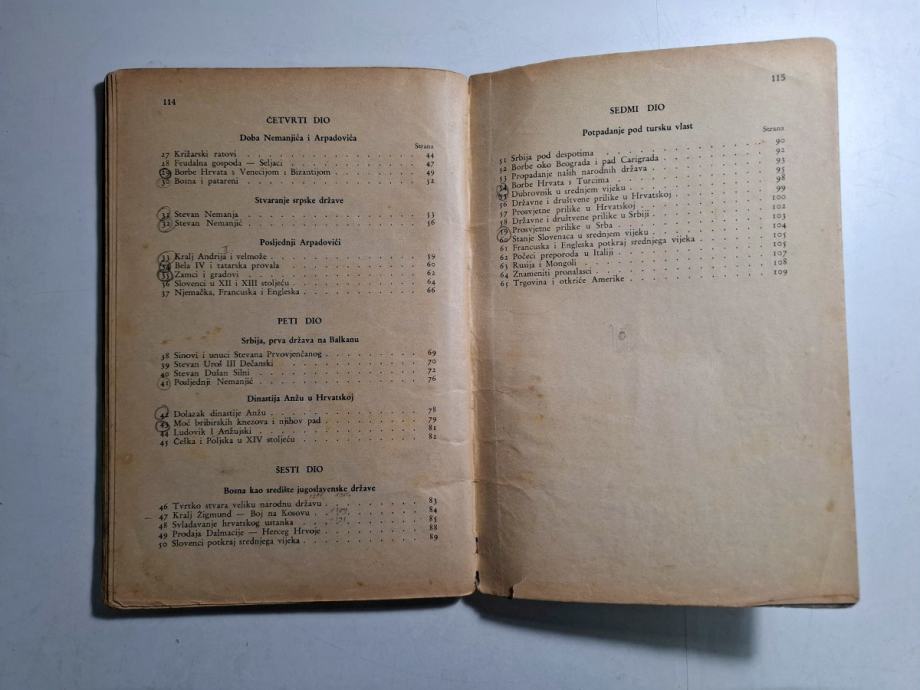 114
ČETVRTI DIO
Doba Nemanjića i Arpadovića
Strana
27 Križarski ratovi 44
28 Feudalna gospoda — Seljaci 47
29 Borbe Hrvata s Venecijom i Bizantijom 49
30 Bosna i patareni 52
Stvaranje srpske države
31 Stevan Nemanja 53
32 Stevan Nemanjić 56
Posljednji Arpadovići
33 Kralj Andrija i velmože 59
34 Bela IV i tatarska provala 60
35 Zamci i gradovi 62
36 Slovenci u XII i XIII stoljeću 64
37 Njemačka, Francuska i Engleska 66
PETI DIO
Srbija, prva država na Balkanu
38 Sinovi i unuci Stevana Prvovjenčanog 69
39 Stevan Uroš III Dečanski 70
40 Stevan Dušan Silni 72
41 Posljednji Nemanjić 76
Dinastija Anžu u Hrvatskoj
42 Dolazak dinastije Anžu 78
43 Moć bribirskih knezova i njihov pad 79
44 Ludovik I Anžujski 81
45 Češka i Poljska u XIV stoljeću 82
ŠESTI DIO
Bosna kao središte jugoslavenske države
46 Tvrtko stvara veliku narodnu državu 83
47 Kralj Žigmund — Boj na Kosovu 84
48 Svladavanje hrvatskog ustanka 85
49 Prodaja Dalmacije — Herceg Hrvoje 88
50 Slovenci potkraj srednjega vijeka 89
115
SEDMI DIO
Potpadanje pod tursku vlast
Strana
51 Srbija pod despotima 90
52 Borbe oko Beograda i pad Carigrada 92
53 Propadanje naših narodnih država 93
54 Borbe Hrvata s Turcima 95
55 Dubrovnik u srednjem vijeku 98
56 Državne i društvene prilike u Hrvatskoj 99
57 Prosvjetne prilike u Hrvatskoj 100
58 Državne i društvene prilike u Srbiji 102
59 Prosvjetne prilike u Srba 103
60 Stanje Slovenaca u srednjem vijeku 104
61 Francuska i Engleska potkraj srednjega vijeka 105
62 Počeci preporoda u Italiji 105
63 Rusija i Mongoli 107
64 Znameniti pronalasci 108
65 Trgovina i otkriće Amerike 109